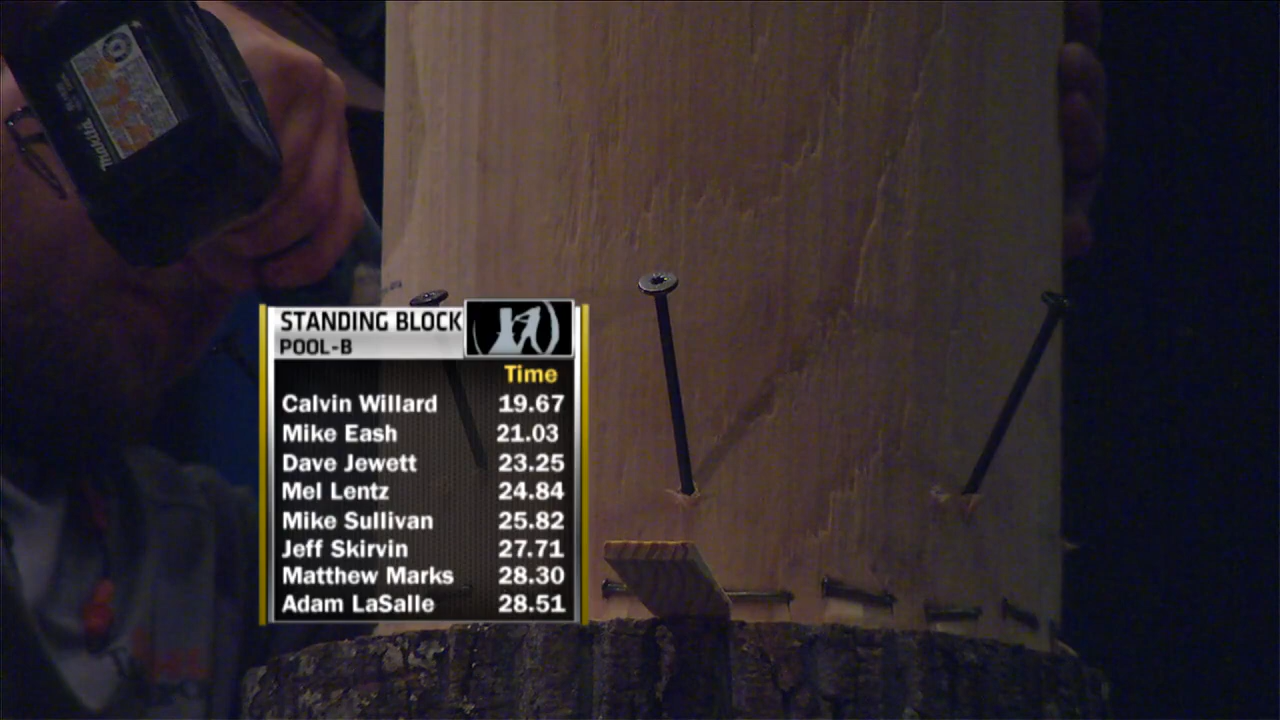 makita
STANDING BLOCK
POOL-B
Time
Calvin Willard 19.67
Mike Eash 21.03
Dave Jewett 23.25
Mel Lentz 24.84
Mike Sullivan 25.82
Jeff Skirvin 27.71
Matthew Marks 28.30
Adam LaSalle 28.51